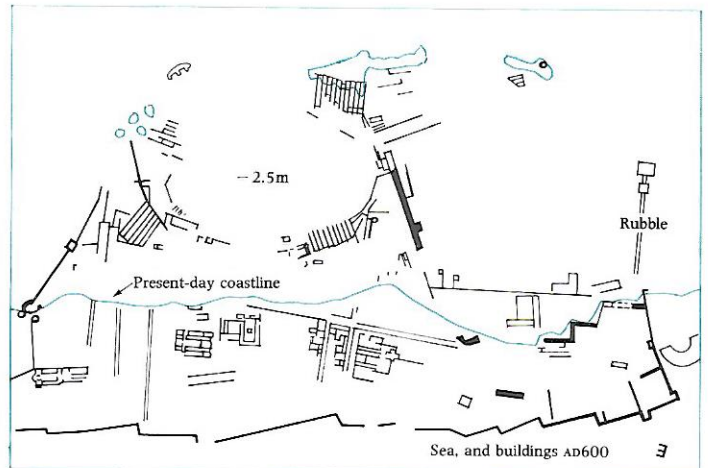 – 2.5m
Rubble
Present-day coastline
Sea, and buildings AD600